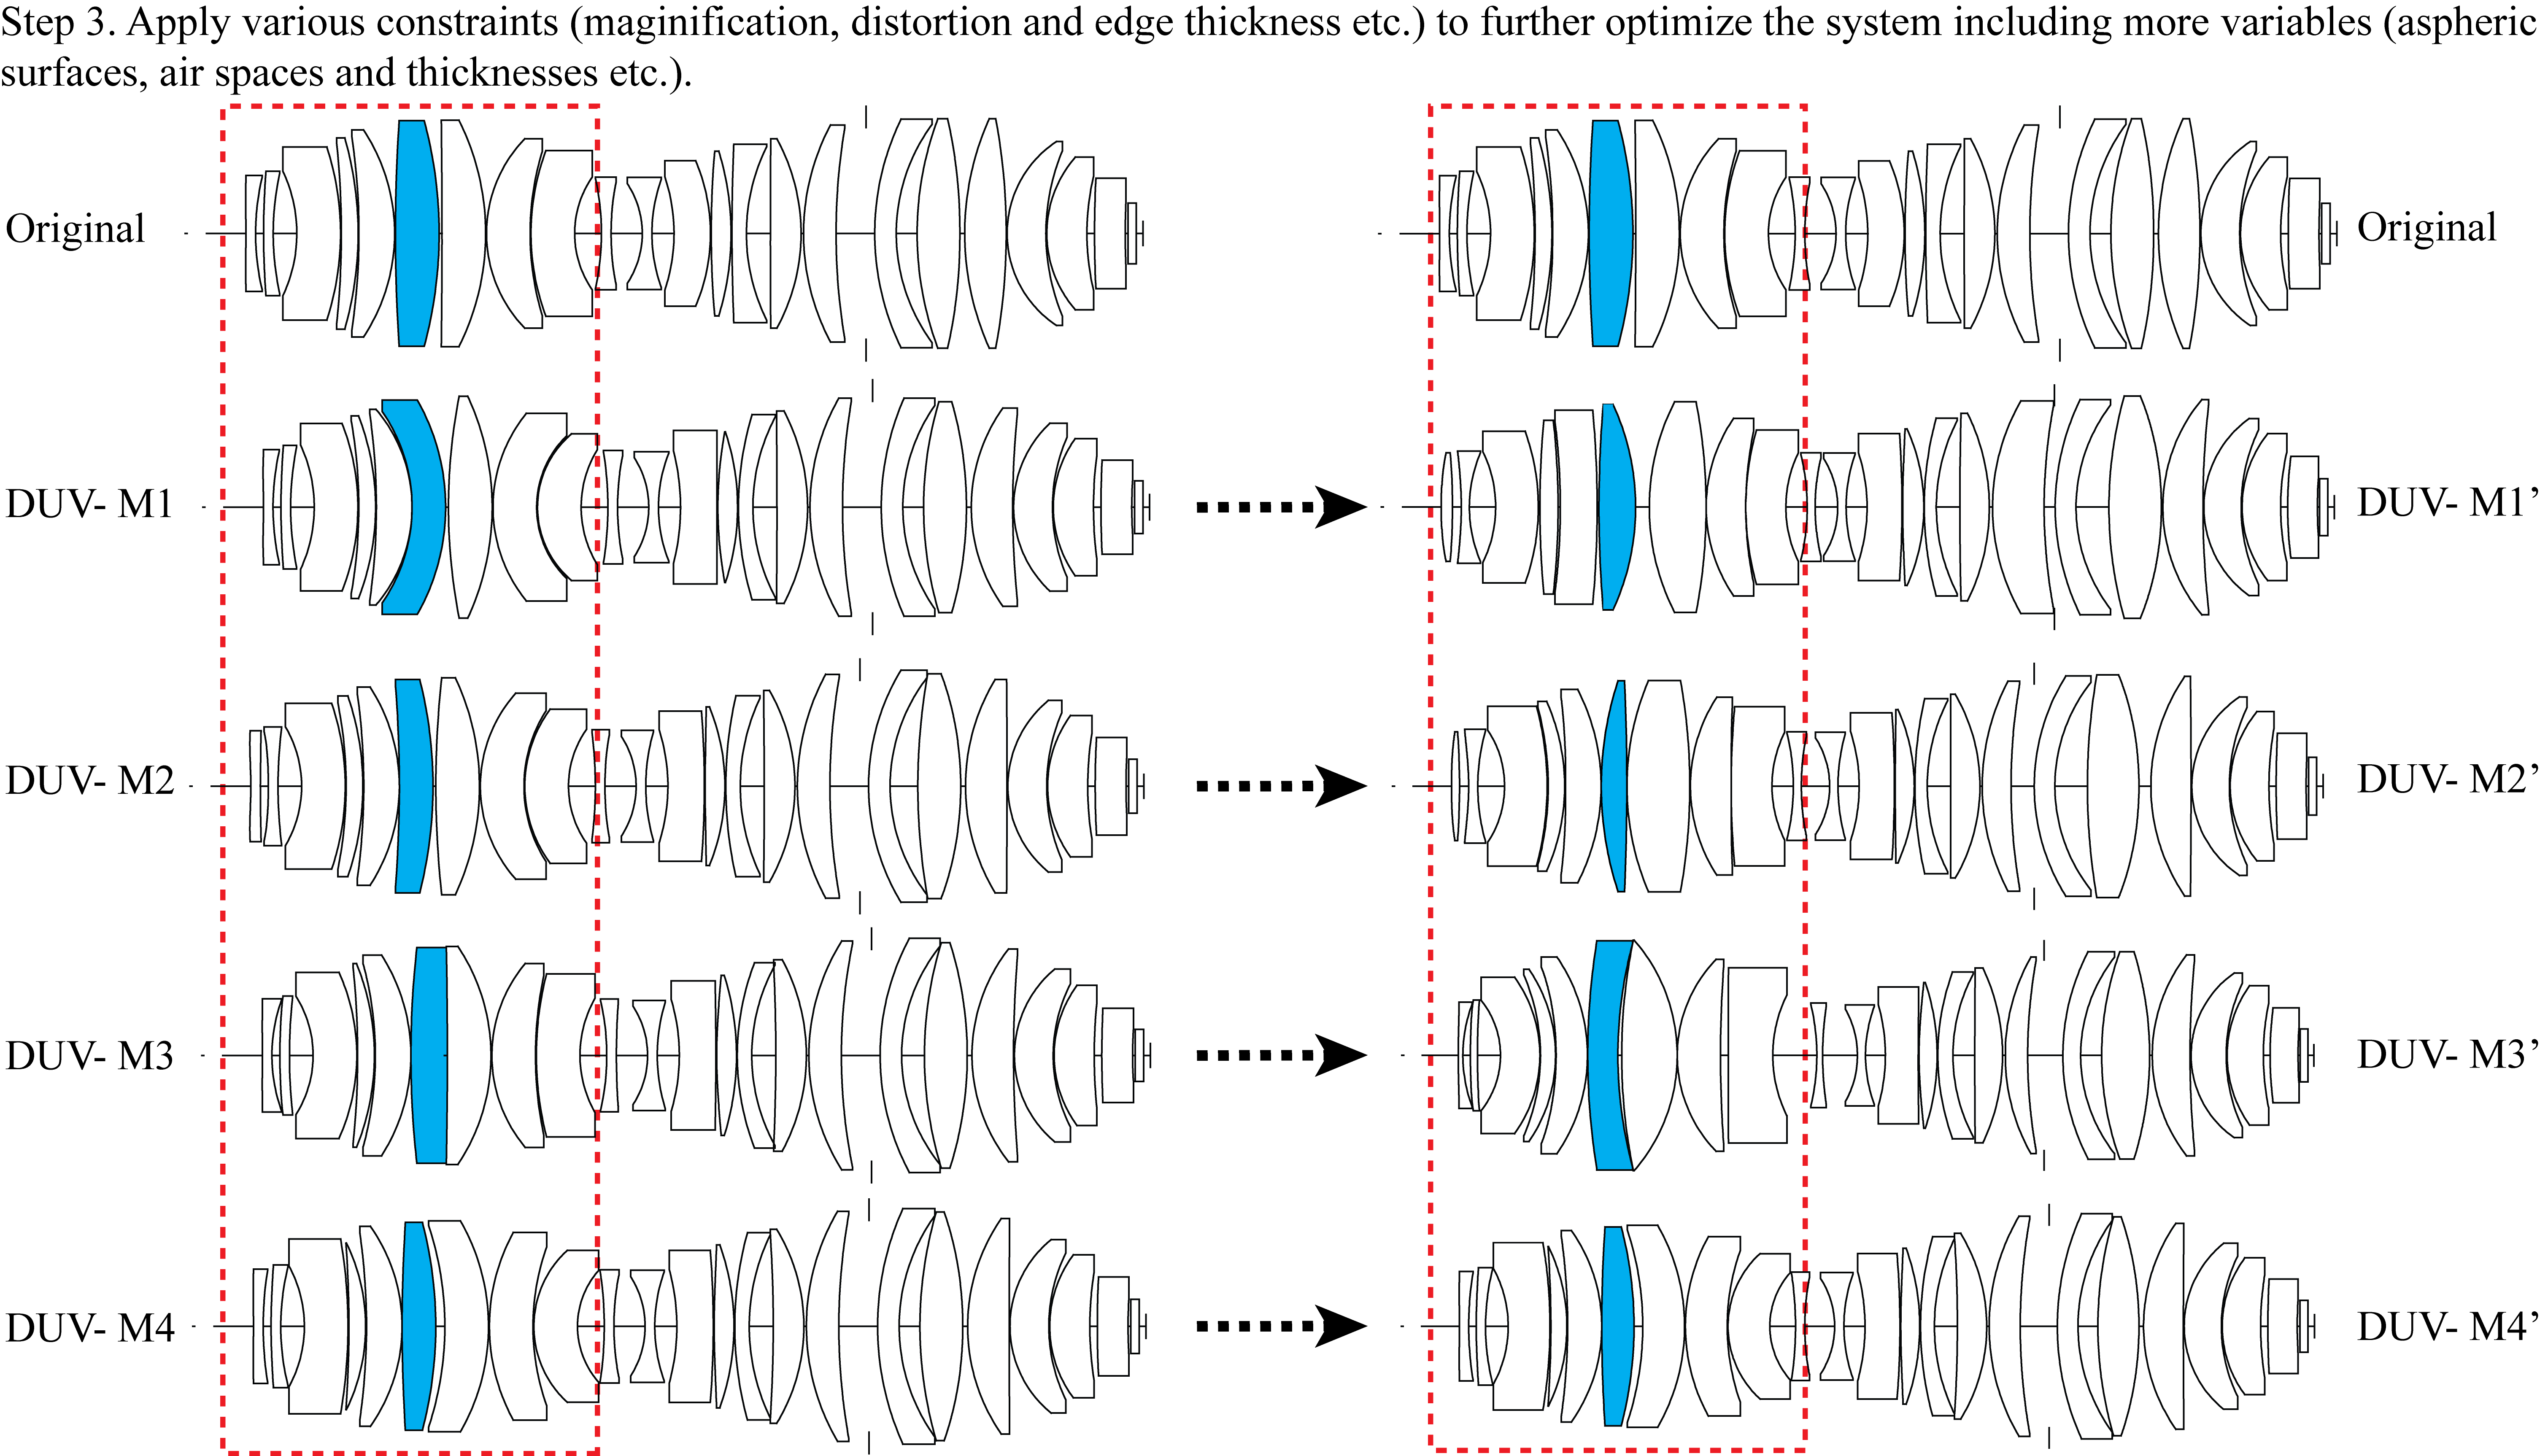 Step 3. Apply various constraints (maginification, distortion and edge thickness etc.) to further optimize the system including more variables (aspheric
surfaces, air spaces and thicknesses etc.).
Original
Original
DUV- M1
DUV- M1’
DUV- M2
DUV- M2’
DUV- M3
DUV- M3’
DUV- M4
DUV- M4’